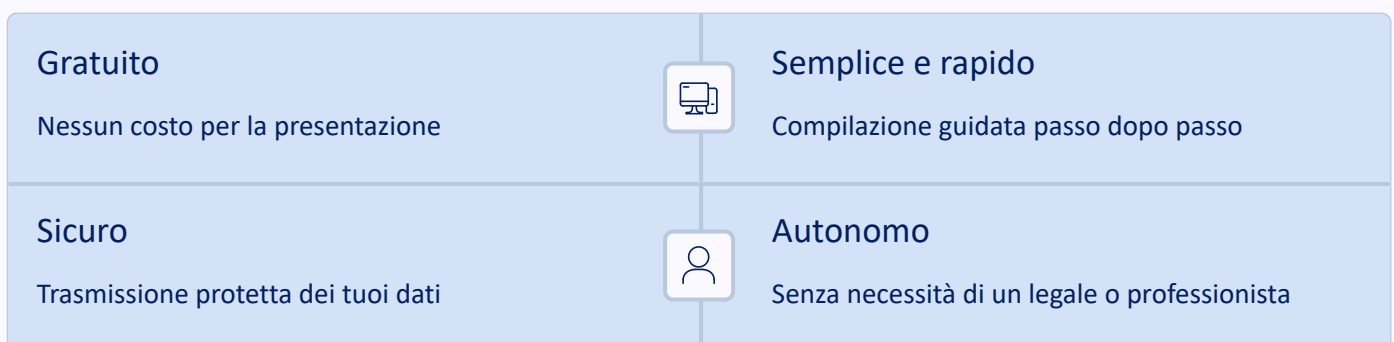 Gratuito
Nessun costo per la presentazione
Semplice e rapido
Compilazione guidata passo dopo passo
Sicuro
Trasmissione protetta dei tuoi dati
Autonomo
Senza necessità di un legale o professionista